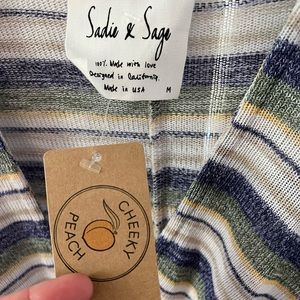 Sadie & Sage
100% Made with love
Designed in California.
Made in USA
M
CHEEKY
PEACH